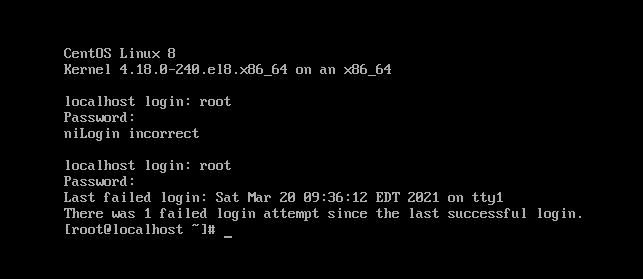 CentOS Linux 8
Kernel 4.18.0-240.el8.x86_64 on an x86_64
localhost login: root
Password:
niLogin incorrect
localhost login: root
Password:
Last failed login: Sat Mar 20 09:36:12 EDT 2021 on tty1
There was 1 failed login attempt since the last successful login.
[root@localhost ~]# _